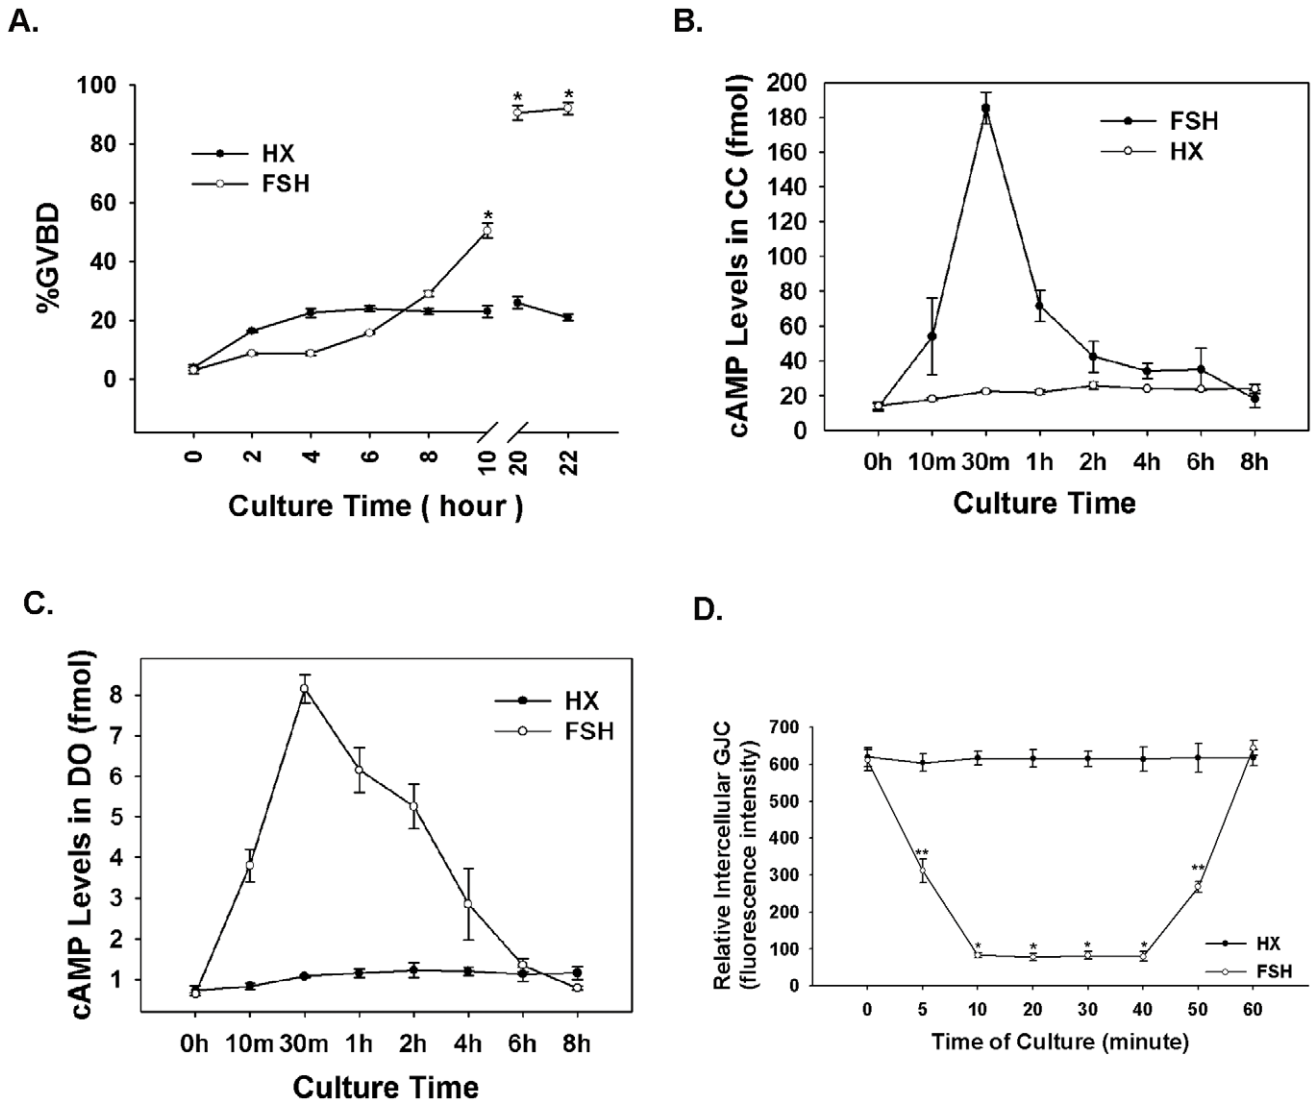 A.
%GVBD
100
80
60
40
20
0
HX
FSH
*
*
*
0 2 4 6 8 10 20 22
Culture Time ( hour )
B.
cAMP Levels in CC (fmol)
200
180
160
140
120
100
80
60
40
20
0
FSH
HX
0h 10m 30m 1h 2h 4h 6h 8h
Culture Time
C.
cAMP Levels in DO (fmol)
8
7
6
5
4
3
2
1
HX
FSH
0h 10m 30m 1h 2h 4h 6h 8h
Culture Time
D.
Relative Intercellular GJC
(fluorescence intensity)
700
600
500
400
300
200
100
0
**
* * * *
**
HX
FSH
0 5 10 20 30 40 50 60
Time of Culture (minute)